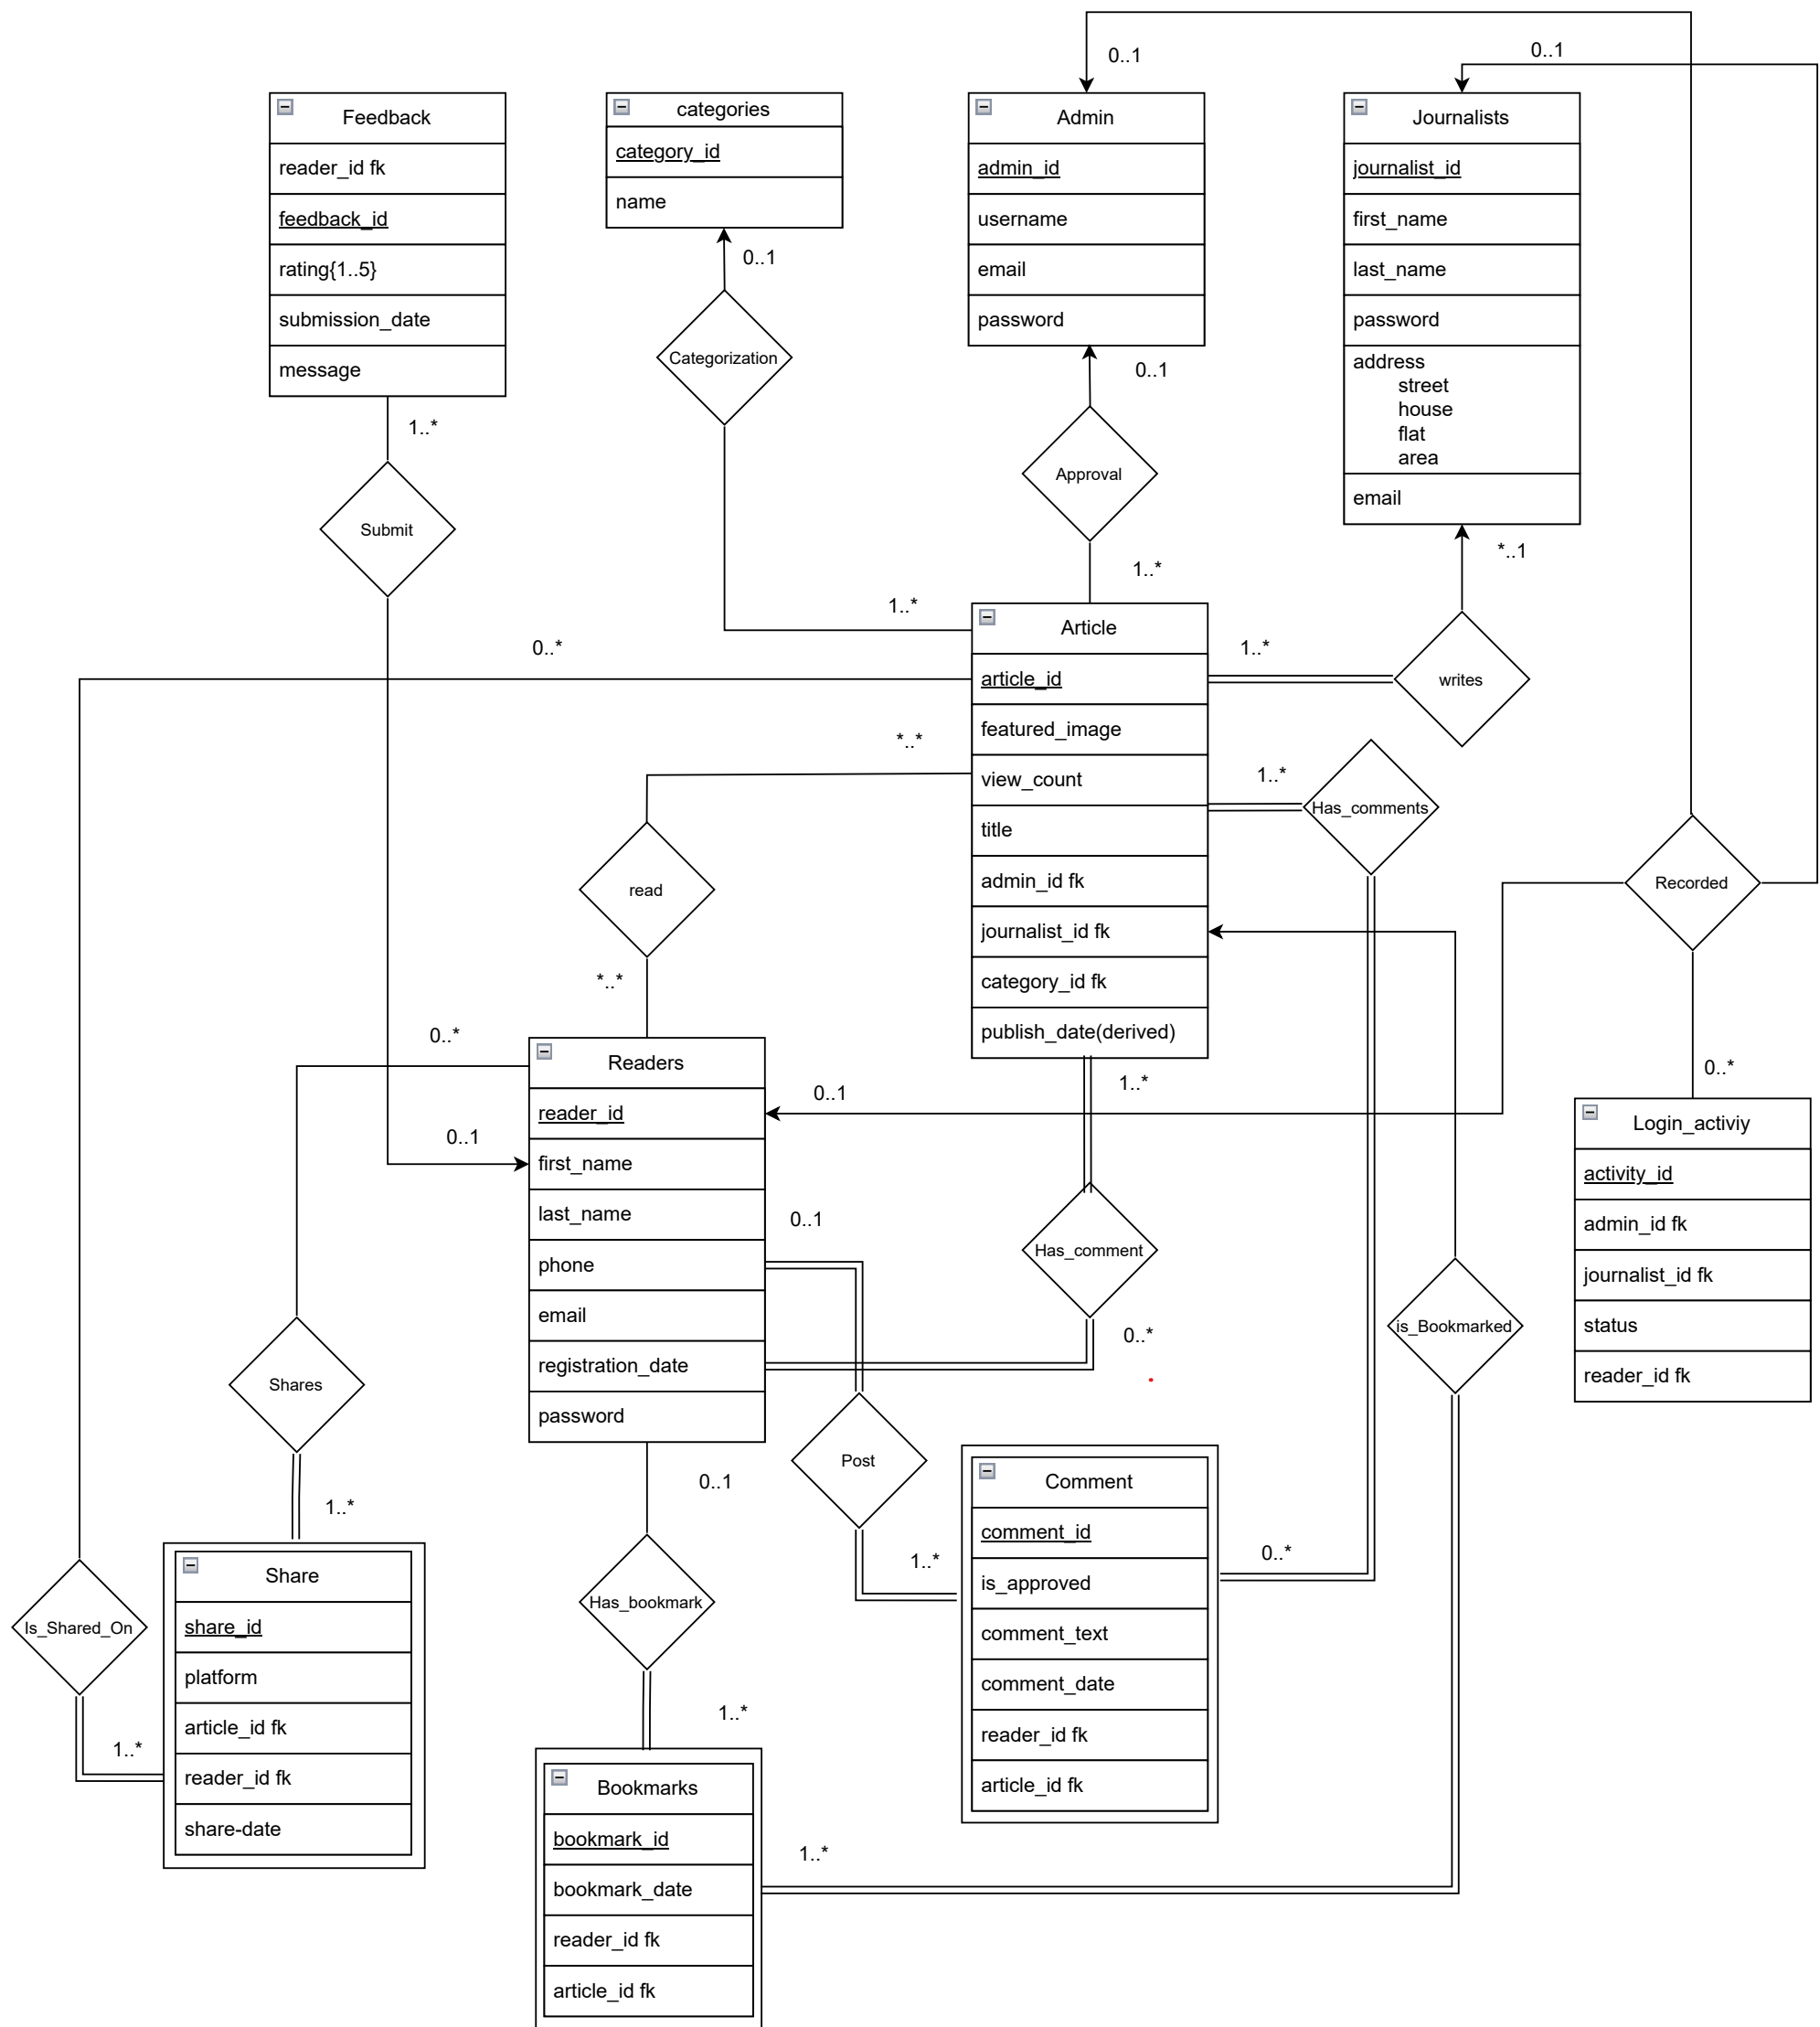 0..1
0..1
Feedback
reader_id fk
feedback_id
rating{1..5}
submission_date
message
categories
category_id
name
Admin
admin_id
username
email
password
Journalists
journalist_id
first_name
last_name
password
address
street
house
flat
area
email
0..1
Categorization
0..1
Approval
1..*
1..*
Submit
*..1
1..*
1..*
0..*
1..*
writes
Article
article_id
featured_image
view_count
title
admin_id fk
journalist_id fk
category_id fk
publish_date(derived)
*..*
read
*..*
1..*
Has_comments
Recorded
0..*
0..*
0..1
0..1
1..*
Readers
reader_id
first_name
last_name
phone
email
registration_date
password
Login_activiy
activity_id
admin_id fk
journalist_id fk
status
reader_id fk
0..1
Has_comment
0..*
is_Bookmarked
Shares
Post
0..1
1..*
1..*
0..*
Comment
comment_id
is_approved
comment_text
comment_date
reader_id fk
article_id fk
Is_Shared_On
1..*
Share
share_id
platform
article_id fk
reader_id fk
share-date
Has_bookmark
1..*
Bookmarks
bookmark_id
bookmark_date
reader_id fk
article_id fk
1..*